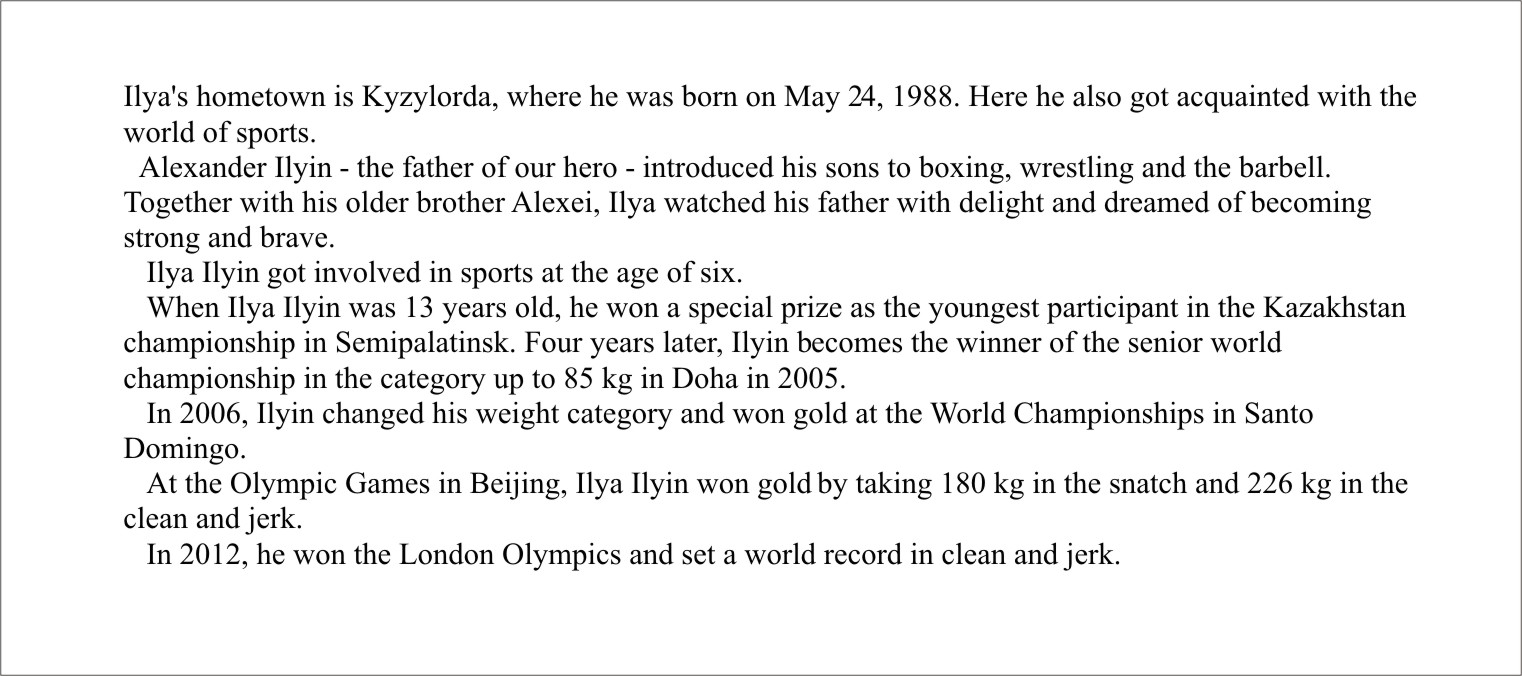 Ilya's hometown is Kyzylorda, where he was born on May 24, 1988. Here he also got acquainted with the
world of sports.
Alexander Ilyin - the father of our hero - introduced his sons to boxing, wrestling and the barbell.
Together with his older brother Alexei, Ilya watched his father with delight and dreamed of becoming
strong and brave.
Ilya Ilyin got involved in sports at the age of six.
When Ilya Ilyin was 13 years old, he won a special prize as the youngest participant in the Kazakhstan
championship in Semipalatinsk. Four years later, Ilyin becomes the winner of the senior world
championship in the category up to 85 kg in Doha in 2005.
In 2006, Ilyin changed his weight category and won gold at the World Championships in Santo
Domingo.
At the Olympic Games in Beijing, Ilya Ilyin won gold by taking 180 kg in the snatch and 226 kg in the
clean and jerk.
In 2012, he won the London Olympics and set a world record in clean and jerk.